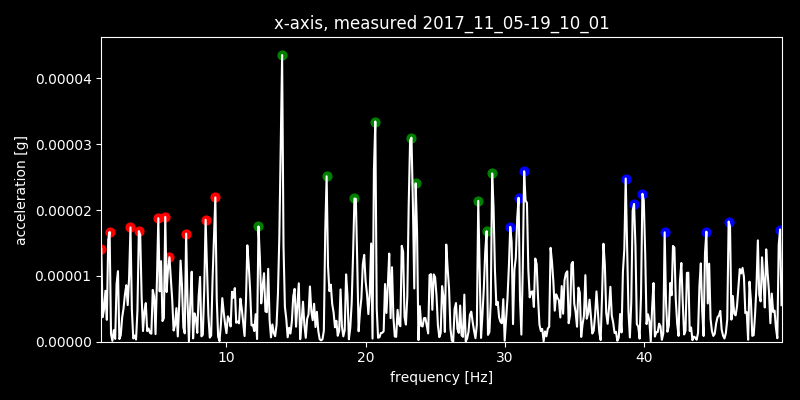 x-axis, measured 2017_11_05-19_10_01
0.00004
0.00003
0.00002
0.00001
0.00000
acceleration [g]
10 20 30 40
frequency [Hz]